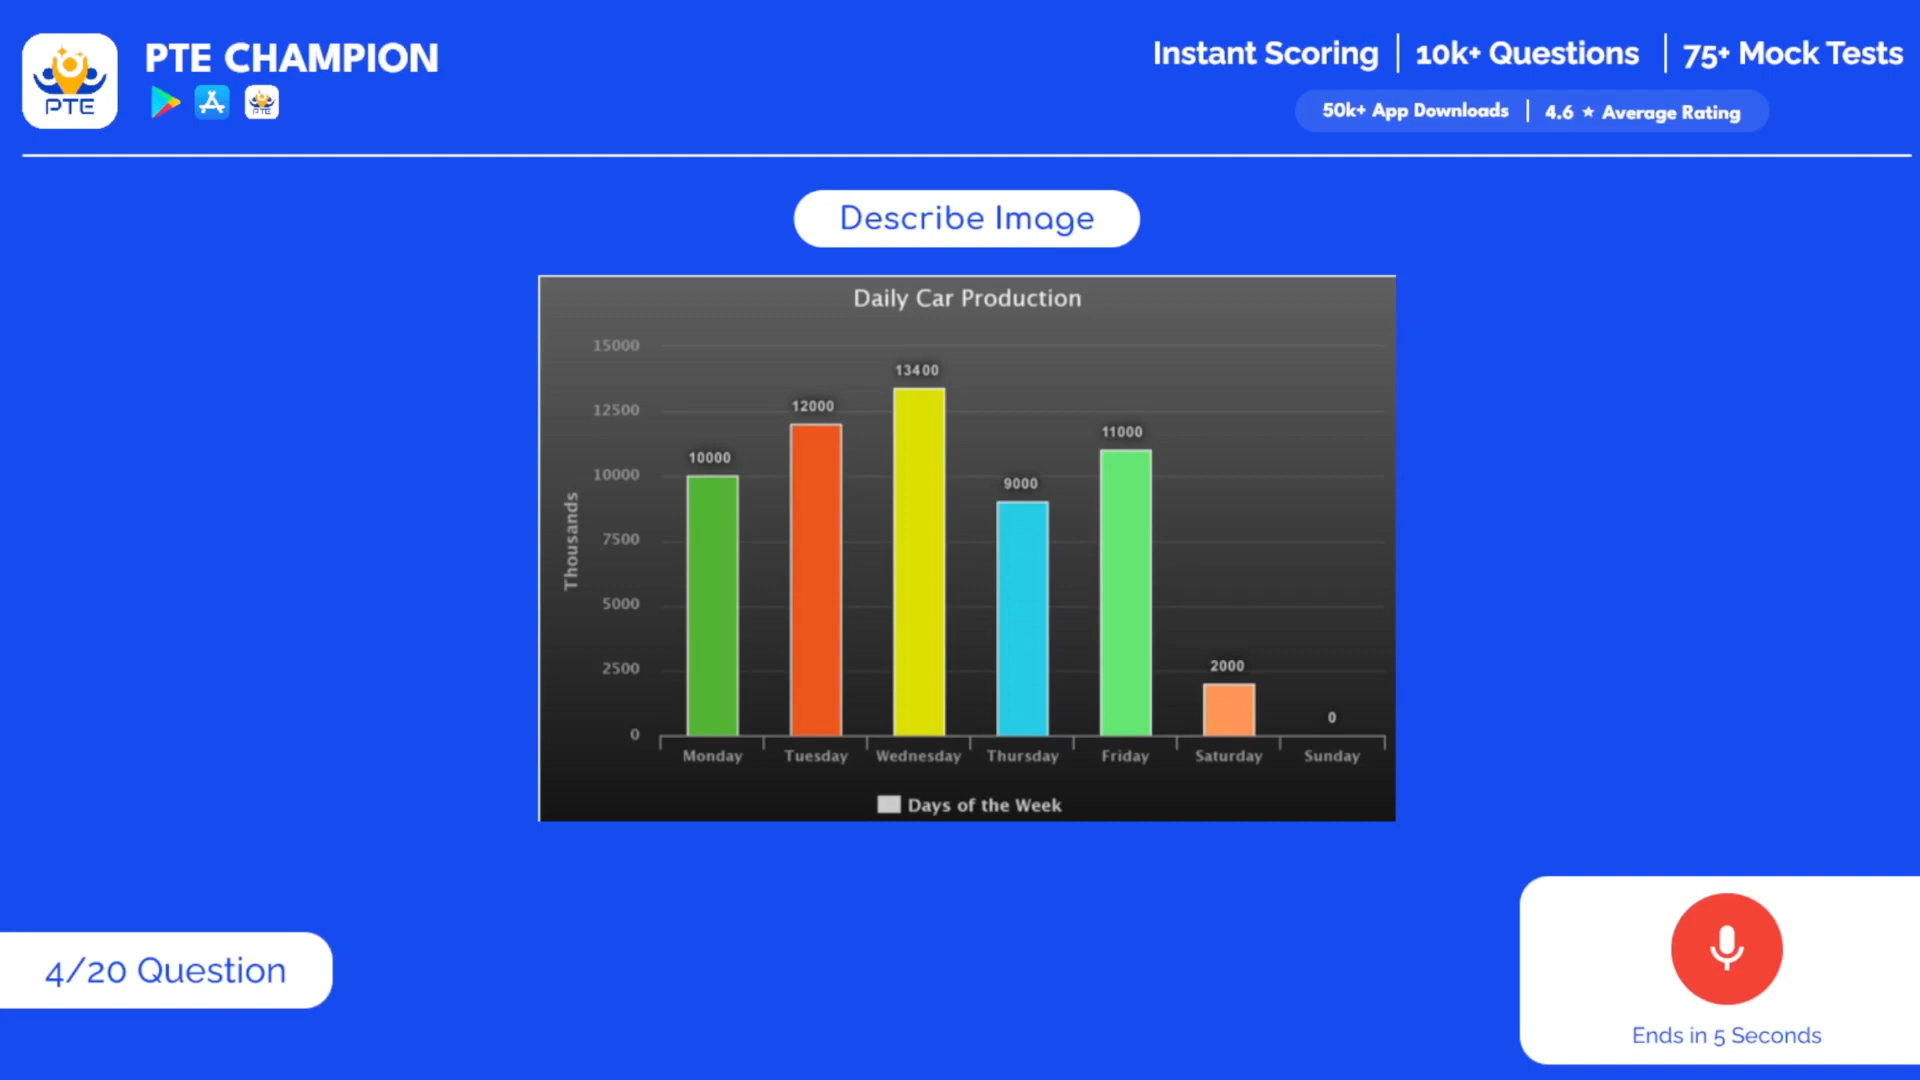 PTE CHAMPION
PTE
PTE
Instant Scoring | 10k+ Questions | 75+ Mock Tests
50k+ App Downloads | 4.6 ★ Average Rating
Describe Image
Daily Car Production
15000
12500
10000
7500
5000
2500
0
Thousands
10000
12000
13400
9000
11000
2000
0
Monday Tuesday Wednesday Thursday Friday Saturday Sunday
Days of the Week
4/20 Question
Ends in 5 Seconds